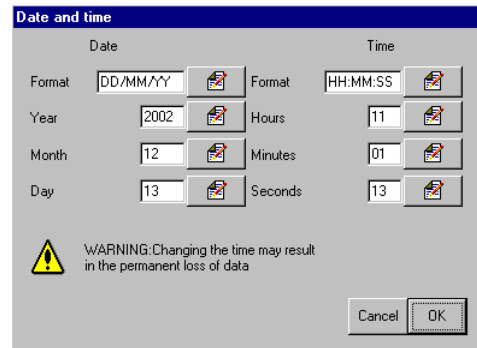 Date and time
Date Time
Format DD/MM/YY Format HH:MM:SS
Year 2002 Hours 11
Month 12 Minutes 01
Day 13 Seconds 13
WARNING:Changing the time may result
in the permanent loss of data
Cancel OK